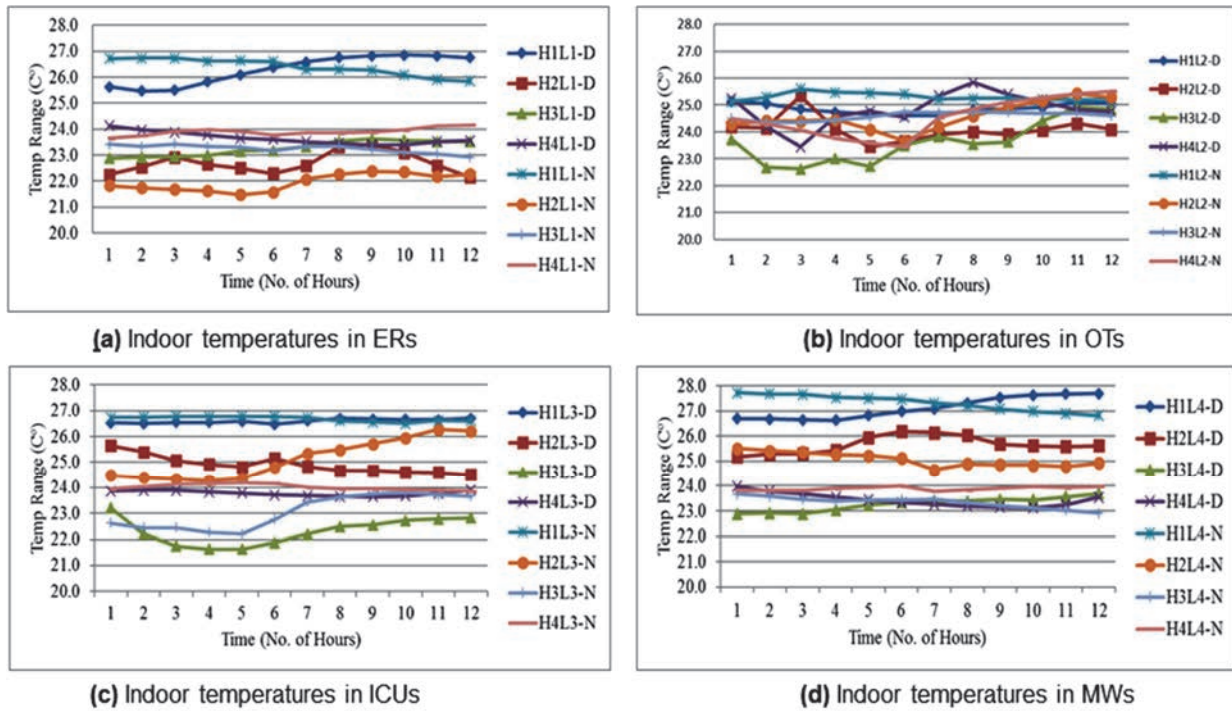 28.0
27.0
26.0
25.0
24.0
23.0
22.0
21.0
20.0
Temp Range (C°)
1 2 3 4 5 6 7 8 9 10 11 12
Time (No. of Hours)
H1L1-D
H2L1-D
H3L1-D
H4L1-D
H1L1-N
H2L1-N
H3L1-N
H4L1-N
(a) Indoor temperatures in ERs
28.0
27.0
26.0
25.0
24.0
23.0
22.0
21.0
20.0
Temp Range (C°)
1 2 3 4 5 6 7 8 9 10 11 12
Time (No. of Hours)
H1L2-D
H2L2-D
H3L2-D
H4L2-D
H1L2-N
H2L2-N
H3L2-N
H4L2-N
(b) Indoor temperatures in OTs
28.0
27.0
26.0
25.0
24.0
23.0
22.0
21.0
20.0
Temp Range (C°)
1 2 3 4 5 6 7 8 9 10 11 12
Time (No. of Hours)
H1L3-D
H2L3-D
H3L3-D
H4L3-D
H1L3-N
H2L3-N
H3L3-N
H4L3-N
(c) Indoor temperatures in ICUs
28.0
27.0
26.0
25.0
24.0
23.0
22.0
21.0
20.0
Temp Range (C°)
1 2 3 4 5 6 7 8 9 10 11 12
Time (No. of Hours)
H1L4-D
H2L4-D
H3L4-D
H4L4-D
H1L4-N
H2L4-N
H3L4-N
H4L4-N
(d) Indoor temperatures in MWs